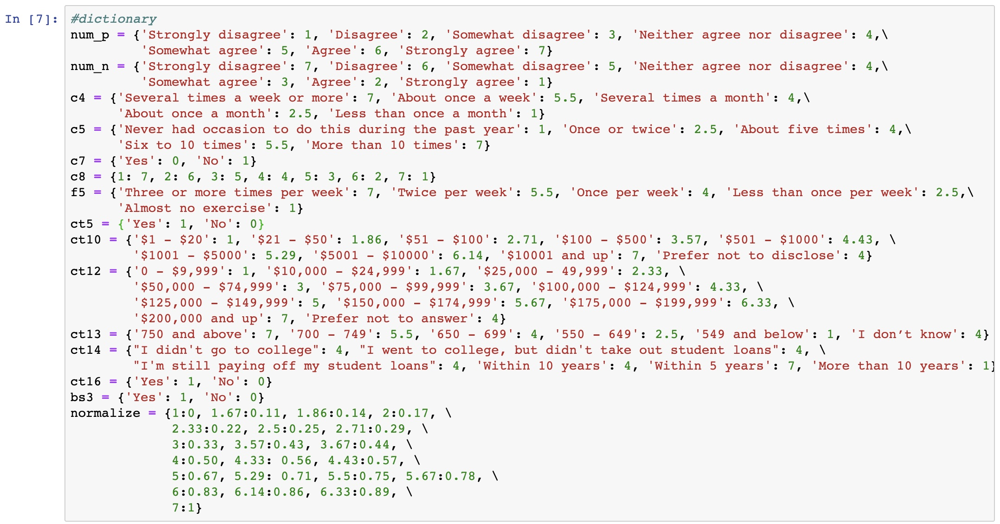 In [7]: #dictionary
num_p = {'Strongly disagree': 1, 'Disagree': 2, 'Somewhat disagree': 3, 'Neither agree nor disagree': 4,\
'Somewhat agree': 5, 'Agree': 6, 'Strongly agree': 7}
num_n = {'Strongly disagree': 7, 'Disagree': 6, 'Somewhat disagree': 5, 'Neither agree nor disagree': 4,\
'Somewhat agree': 3, 'Agree': 2, 'Strongly agree': 1}
c4 = {'Several times a week or more': 7, 'About once a week': 5.5, 'Several times a month': 4,\
'About once a month': 2.5, 'Less than once a month': 1}
c5 = {'Never had occasion to do this during the past year': 1, 'Once or twice': 2.5, 'About five times': 4,\
'Six to 10 times': 5.5, 'More than 10 times': 7}
c7 = {'Yes': 0, 'No': 1}
c8 = {1: 7, 2: 6, 3: 5, 4: 4, 5: 3, 6: 2, 7: 1}
f5 = {'Three or more times per week': 7, 'Twice per week': 5.5, 'Once per week': 4, 'Less than once per week': 2.5,\
'Almost no exercise': 1}
ct5 = {'Yes': 1, 'No': 0}
ct10 = {'$1 - $20': 1, '$21 - $50': 1.86, '$51 - $100': 2.71, '$100 - $500': 3.57, '$501 - $1000': 4.43, \
'$1001 - $5000': 5.29, '$5001 - $10000': 6.14, '$10001 and up': 7, 'Prefer not to disclose': 4}
ct12 = {'0 - $9,999': 1, '$10,000 - $24,999': 1.67, '$25,000 - 49,999': 2.33, \
'$50,000 - $74,999': 3, '$75,000 - $99,999': 3.67, '$100,000 - $124,999': 4.33, \
'$125,000 - $149,999': 5, '$150,000 - $174,999': 5.67, '$175,000 - $199,999': 6.33, \
'$200,000 and up': 7, 'Prefer not to answer': 4}
ct13 = {'750 and above': 7, '700 - 749': 5.5, '650 - 699': 4, '550 - 649': 2.5, '549 and below': 1, 'I don’t know': 4}
ct14 = {"I didn't go to college": 4, "I went to college, but didn't take out student loans": 4, \
"I'm still paying off my student loans": 4, 'Within 10 years': 4, 'Within 5 years': 7, 'More than 10 years': 1}
ct16 = {'Yes': 1, 'No': 0}
bs3 = {'Yes': 1, 'No': 0}
normalize = {1:0, 1.67:0.11, 1.86:0.14, 2:0.17, \
2.33:0.22, 2.5:0.25, 2.71:0.29, \
3:0.33, 3.57:0.43, 3.67:0.44, \
4:0.50, 4.33: 0.56, 4.43:0.57, \
5:0.67, 5.29: 0.71, 5.5:0.75, 5.67:0.78, \
6:0.83, 6.14:0.86, 6.33:0.89, \
7:1}